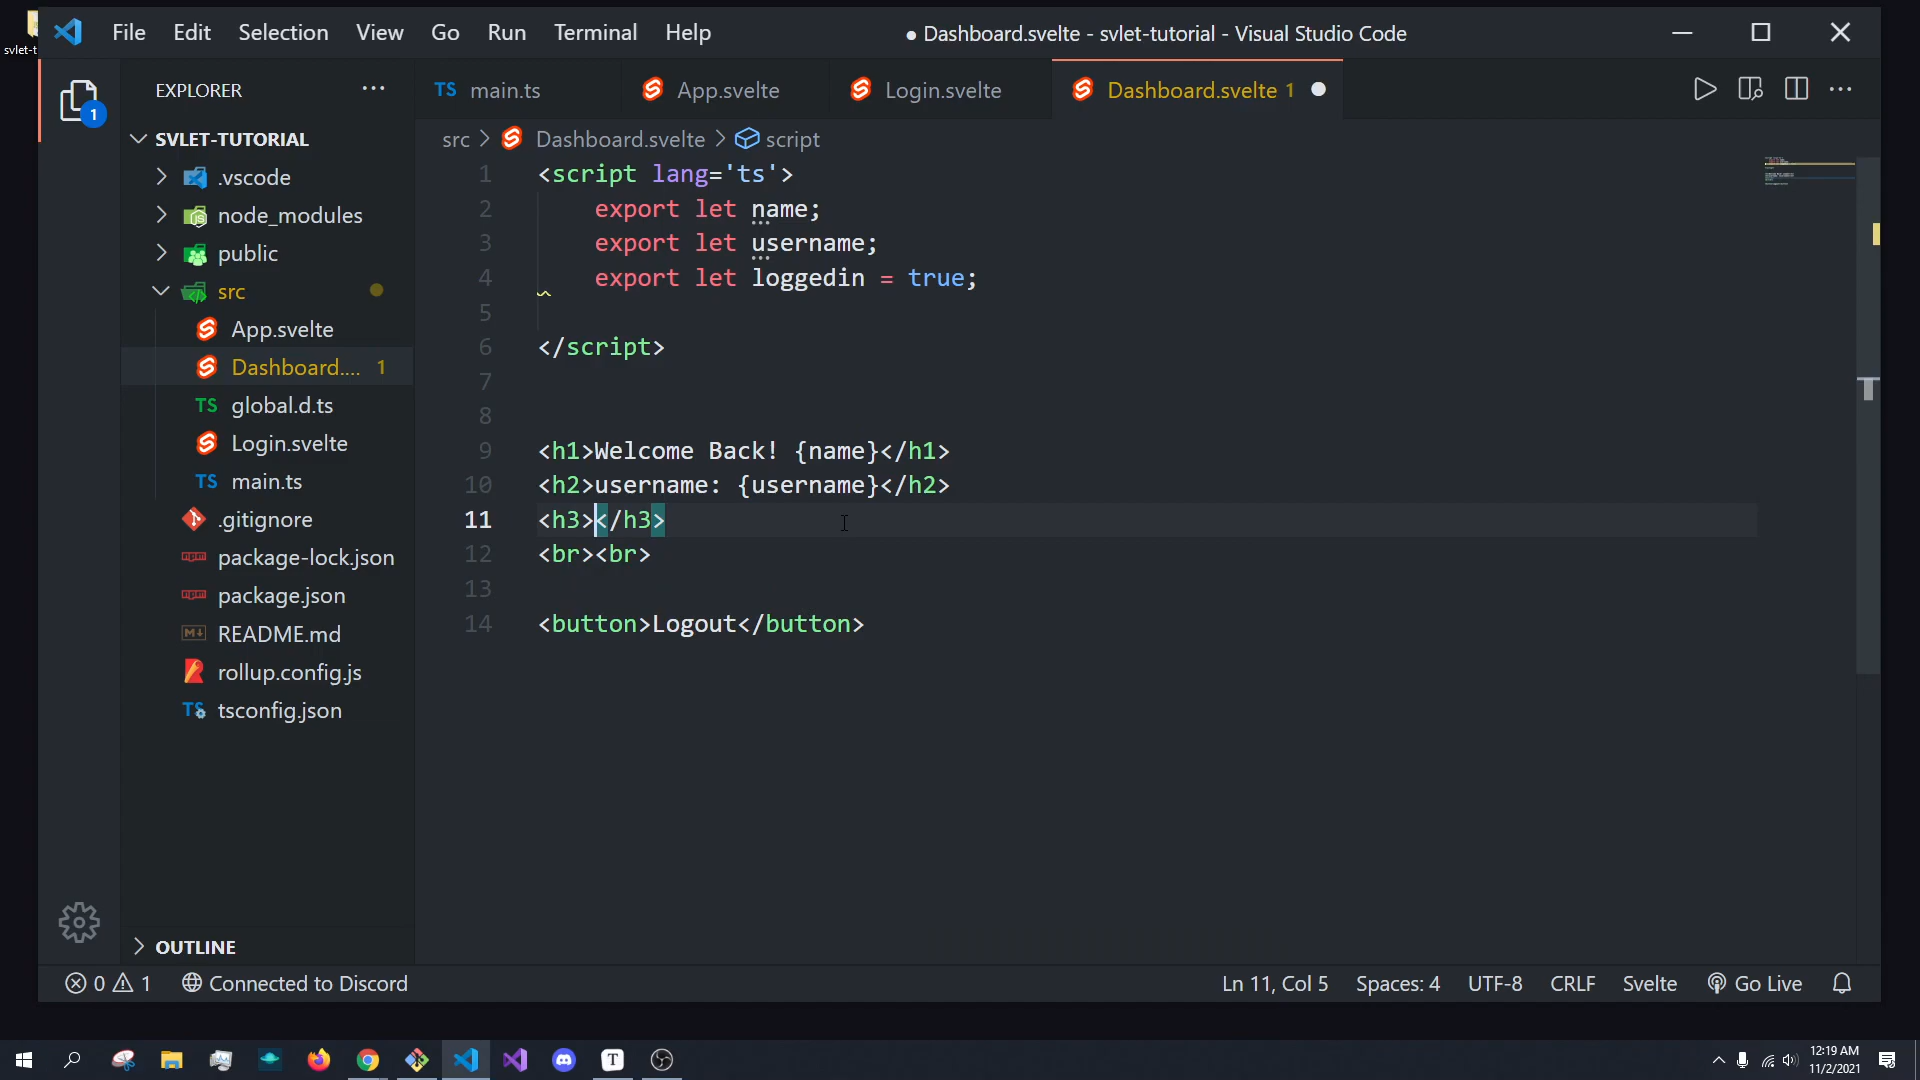 svlet-t
File Edit Selection View Go Run Terminal Help
● Dashboard.svelte - svlet-tutorial - Visual Studio Code
EXPLORER ···
TS main.ts
App.svelte
Login.svelte
Dashboard.svelte 1
1
src > Dashboard.svelte > script
SVLET-TUTORIAL
.vscode
node_modules
public
src
App.svelte
Dashboard.... 1
TS global.d.ts
Login.svelte
TS main.ts
.gitignore
package-lock.json
package.json
README.md
rollup.config.js
TS tsconfig.json
OUTLINE
1 <script lang='ts'>
2 export let name;
3 export let username;
4 export let loggedin = true;
5
6 </script>
7
8
9 <h1>Welcome Back! {name}</h1>
10 <h2>username: {username}</h2>
11 <h3></h3>
12 <br><br>
13
14 <button>Logout</button>
0 1 Connected to Discord
Ln 11, Col 5 Spaces: 4 UTF-8 CRLF Svelte Go Live
T
12:19 AM
11/2/2021